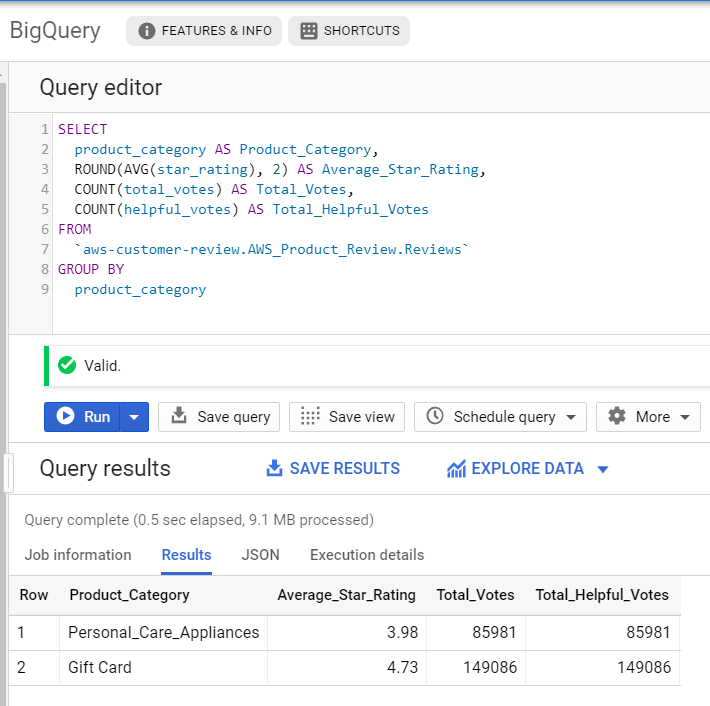 BigQuery FEATURES & INFO SHORTCUTS
Query editor
1 SELECT
2 product_category AS Product_Category,
3 ROUND(AVG(star_rating), 2) AS Average_Star_Rating,
4 COUNT(total_votes) AS Total_Votes,
5 COUNT(helpful_votes) AS Total_Helpful_Votes
6 FROM
7 `aws-customer-review.AWS_Product_Review.Reviews`
8 GROUP BY
9 product_category
Valid.
Run Save query Save view Schedule query More
Query results SAVE RESULTS EXPLORE DATA
Query complete (0.5 sec elapsed, 9.1 MB processed)
Job information Results JSON Execution details
Row Product_Category Average_Star_Rating Total_Votes Total_Helpful_Votes
1 Personal_Care_Appliances 3.98 85981 85981
2 Gift Card 4.73 149086 149086